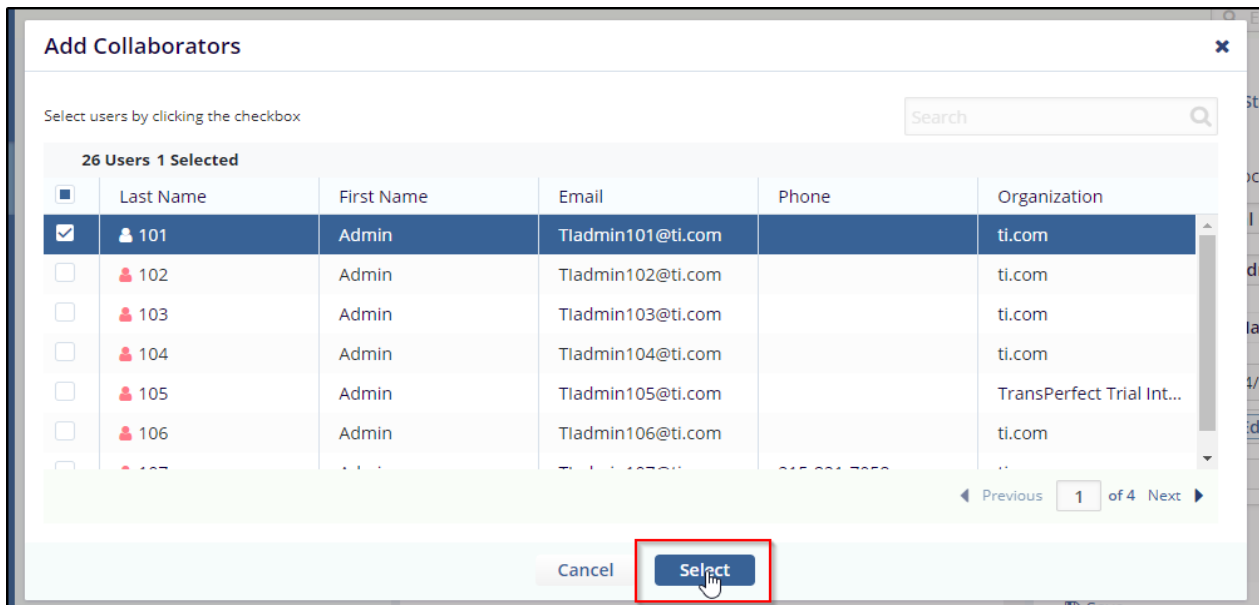 Add Collaborators
Select users by clicking the checkbox
Search
26 Users 1 Selected
Last Name First Name Email Phone Organization
101 Admin TIadmin101@ti.com ti.com
102 Admin TIadmin102@ti.com ti.com
103 Admin TIadmin103@ti.com ti.com
104 Admin TIadmin104@ti.com ti.com
105 Admin TIadmin105@ti.com TransPerfect Trial Int...
106 Admin TIadmin106@ti.com ti.com
Previous 1 of 4 Next
Cancel Select